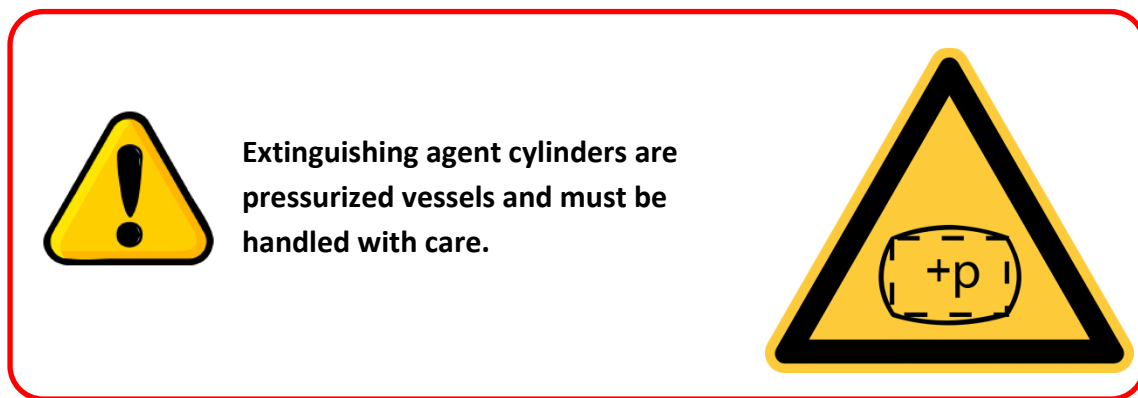 Extinguishing agent cylinders are
pressurized vessels and must be
handled with care.
+p